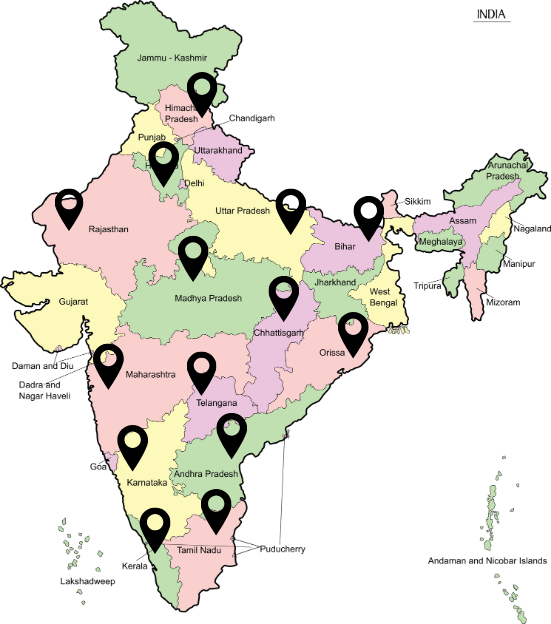 INDIA
Jammu - Kashmir
Himachal
Pradesh
Chandigarh
Punjab
Uttarakhand
Delhi
Arunachal
Pradesh
Sikkim
Rajasthan
Uttar Pradesh
Assam
Nagaland
Bihar
Meghalaya
Manipur
Tripura
Mizoram
Jharkhand
West
Bengal
Gujarat
Madhya Pradesh
Chhattisgarh
Orissa
Daman and Diu
Dadra and
Nagar Haveli
Maharashtra
Telangana
Goa
Andhra Pradesh
Karnataka
Puducherry
Tamil Nadu
Kerala
Lakshadweep
Andaman and Nicobar Islands